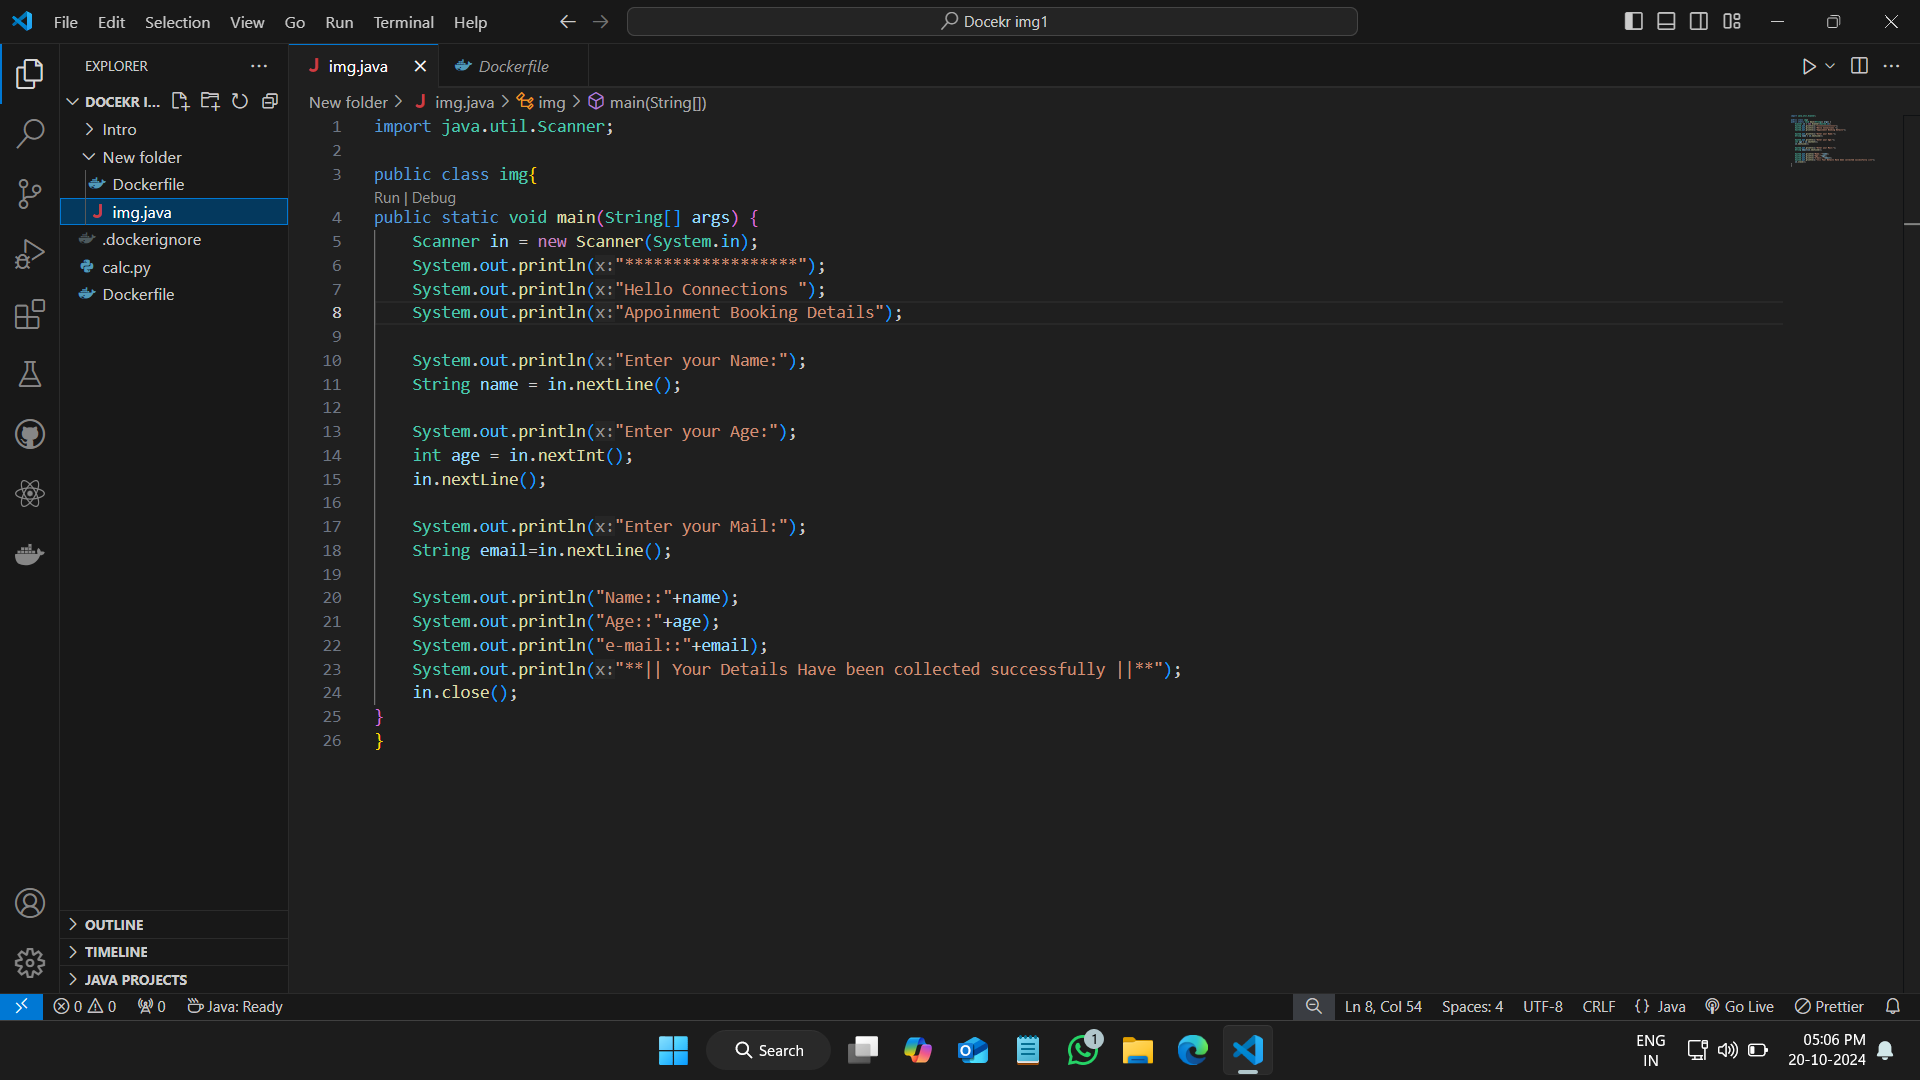 File Edit Selection View Go Run Terminal Help
Docekr img1
EXPLORER
DOCEKR I...
Intro
New folder
Dockerfile
img.java
.dockerignore
calc.py
Dockerfile
OUTLINE
TIMELINE
JAVA PROJECTS
img.java Dockerfile
New folder > img.java > img > main(String[])
1 import java.util.Scanner;
2
3 public class img{
Run | Debug
4 public static void main(String[] args) {
5 Scanner in = new Scanner(System.in);
6 System.out.println(x:"******************");
7 System.out.println(x:"Hello Connections ");
8 System.out.println(x:"Appoinment Booking Details");
9
10 System.out.println(x:"Enter your Name:");
11 String name = in.nextLine();
12
13 System.out.println(x:"Enter your Age:");
14 int age = in.nextInt();
15 in.nextLine();
16
17 System.out.println(x:"Enter your Mail:");
18 String email=in.nextLine();
19
20 System.out.println("Name::"+name);
21 System.out.println("Age::"+age);
22 System.out.println("e-mail::"+email);
23 System.out.println(x:"**|| Your Details Have been collected successfully ||**");
24 in.close();
25 }
26 }
0 0 0 Java: Ready
Ln 8, Col 54 Spaces: 4 UTF-8 CRLF {} Java Go Live Prettier
Search
1
ENG
IN
05:06 PM
20-10-2024